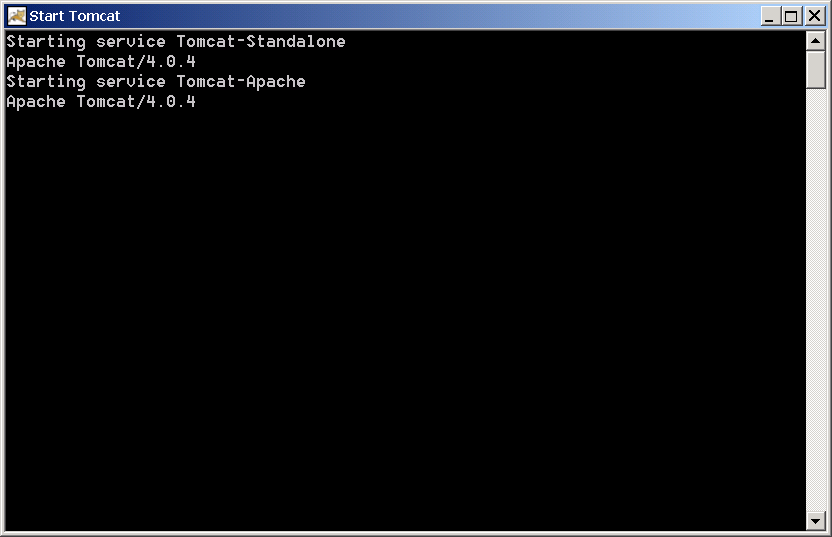 Start Tomcat
Starting service Tomcat-Standalone
Apache Tomcat/4.0.4
Starting service Tomcat-Apache
Apache Tomcat/4.0.4